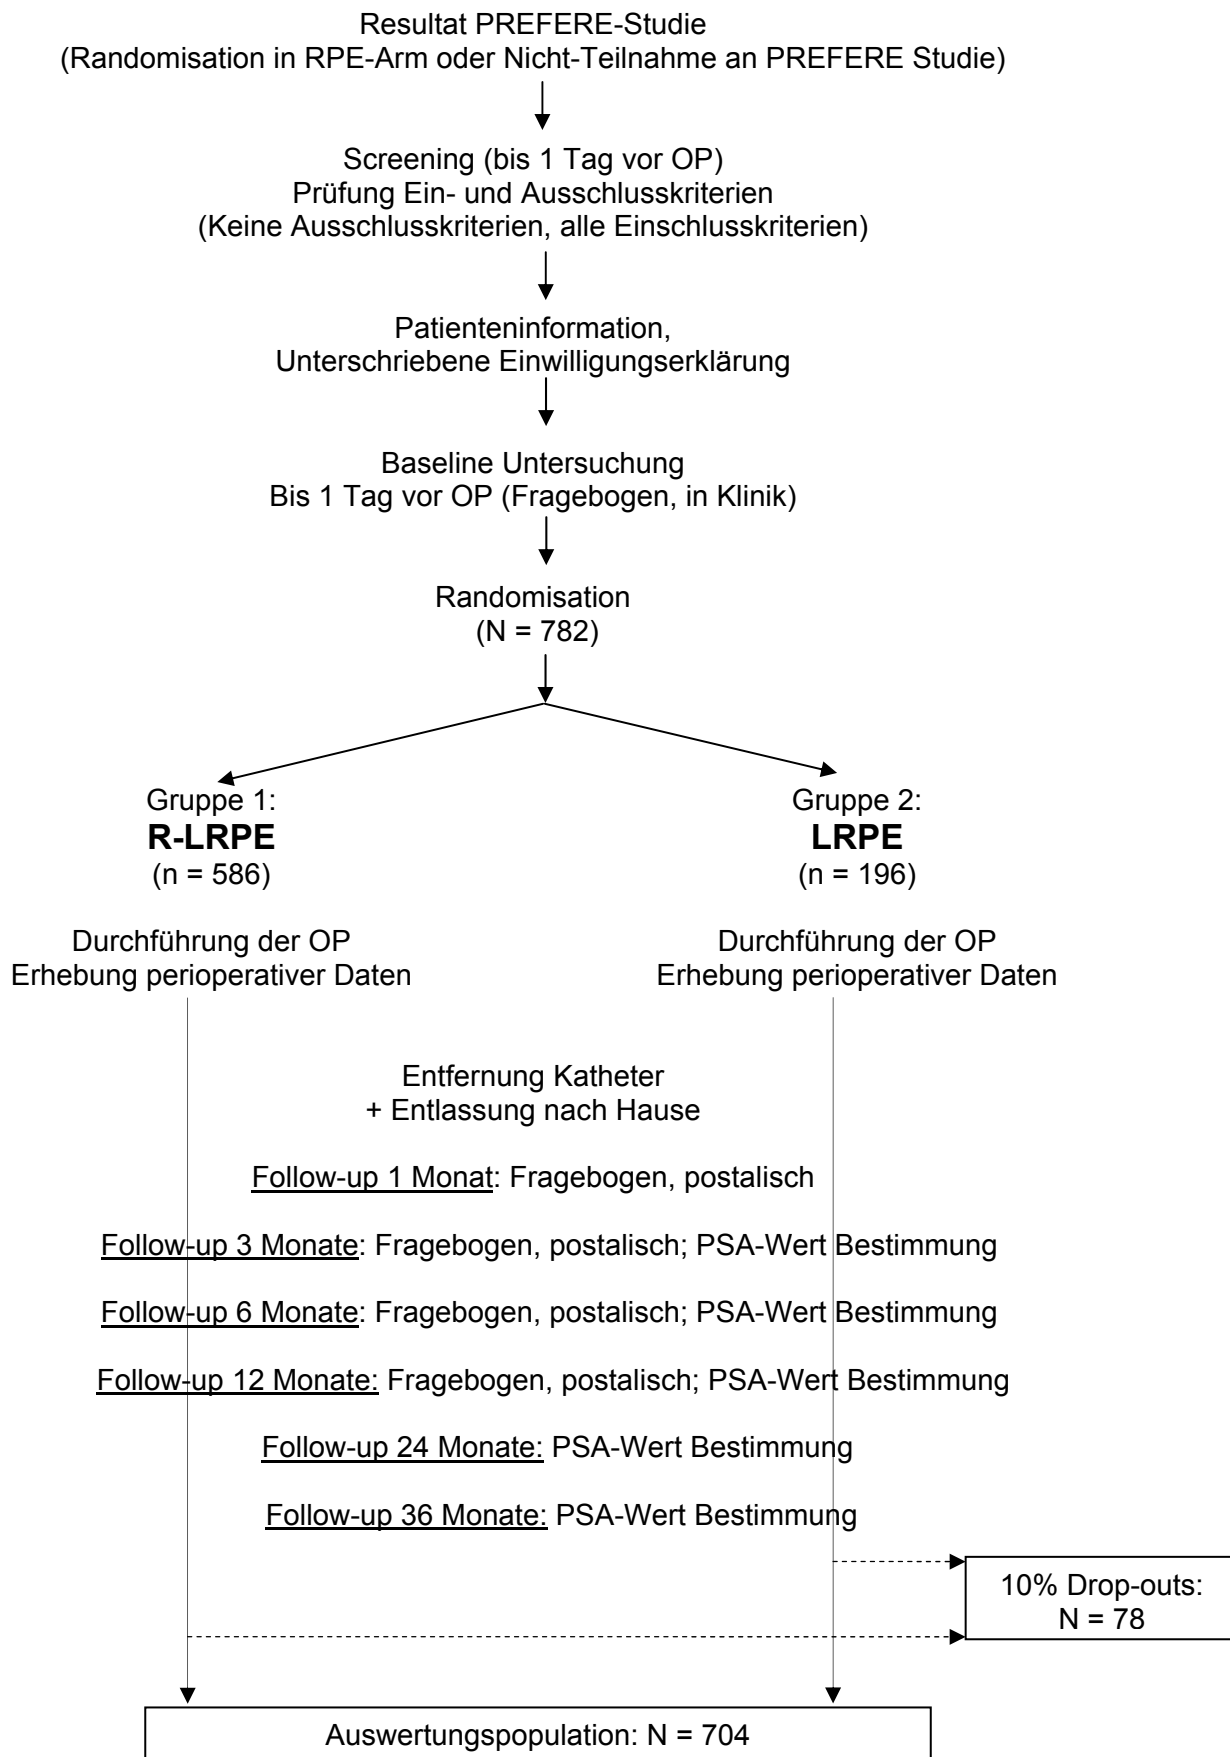 Resultat PREFERE-Studie
(Randomisation in RPE-Arm oder Nicht-Teilnahme an PREFERE Studie)
Screening (bis 1 Tag vor OP)
Prüfung Ein- und Ausschlusskriterien
(Keine Ausschlusskriterien, alle Einschlusskriterien)
Patienteninformation,
Unterschriebene Einwilligungserklärung
Baseline Untersuchung
Bis 1 Tag vor OP (Fragebogen, in Klinik)
Randomisation
(N = 782)
Gruppe 1:
R-LRPE
(n = 586)
Durchführung der OP
Erhebung perioperativer Daten
Gruppe 2:
LRPE
(n = 196)
Durchführung der OP
Erhebung perioperativer Daten
Entfernung Katheter
+ Entlassung nach Hause
Follow-up 1 Monat: Fragebogen, postalisch
Follow-up 3 Monate: Fragebogen, postalisch; PSA-Wert Bestimmung
Follow-up 6 Monate: Fragebogen, postalisch; PSA-Wert Bestimmung
Follow-up 12 Monate: Fragebogen, postalisch; PSA-Wert Bestimmung
Follow-up 24 Monate: PSA-Wert Bestimmung
Follow-up 36 Monate: PSA-Wert Bestimmung
10% Drop-outs:
N = 78
Auswertungspopulation: N = 704